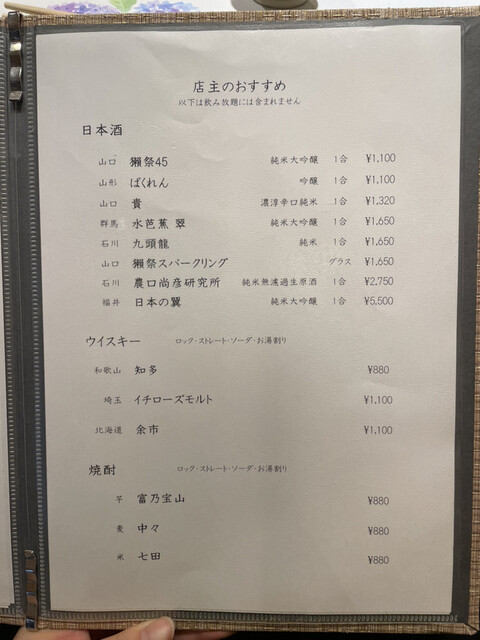 店主のおすすめ
以下は飲み放題には含まれません
日本酒
山口 獺祭45 純米大吟醸 1合 ¥1,100
山形 ばくれん 吟醸 1合 ¥1,100
山口 貴 濃淳辛口純米 1合 ¥1,320
群馬 水芭蕉 翠 純米大吟醸 1合 ¥1,650
石川 九頭龍 純米 1合 ¥1,650
山口 獺祭スパークリング グラス ¥1,650
石川 農口尚彦研究所 純米無濾過生原酒 1合 ¥2,750
福井 日本の翼 純米大吟醸 1合 ¥5,500
ウイスキー ロック・ストレート・ソーダ・お湯割り
和歌山 知多 ¥880
埼玉 イチローズモルト ¥1,100
北海道 余市 ¥1,100
焼酎 ロック・ストレート・ソーダ・お湯割り
芋 富乃宝山 ¥880
麦 中々 ¥880
米 七田 ¥880